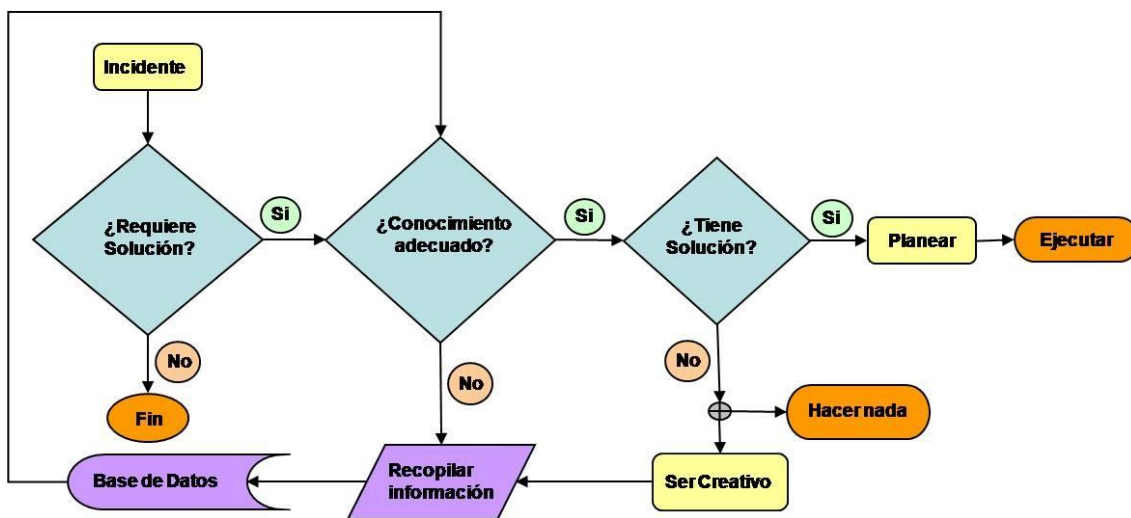 Incidente
¿Requiere
Solución?
Si
¿Conocimiento
adecuado?
Si
¿Tiene
Solución?
Si
Planear
Ejecutar
No
Fin
No
No
Hacer nada
Base de Datos
Recopilar
información
Ser Creativo